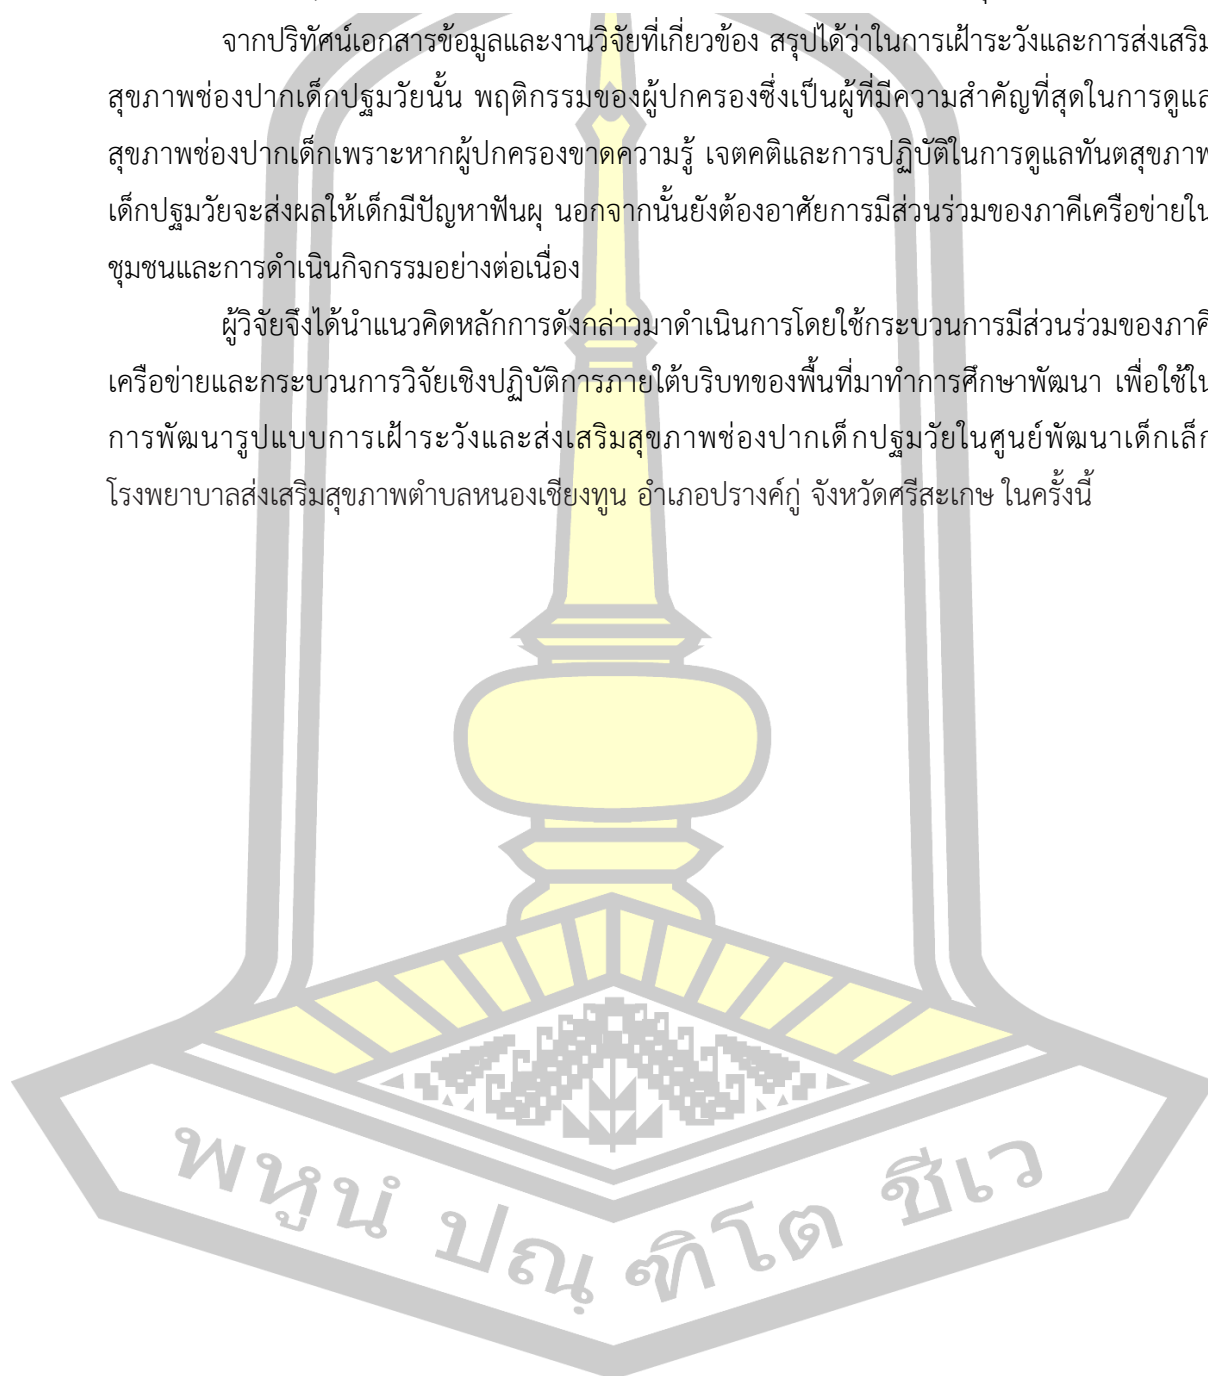 จากปริทัศน์เอกสารข้อมูลและงานวิจัยที่เกี่ยวข้อง สรุปได้ว่าในการเฝ้าระวังและการส่งเสริม
สุขภาพช่องปากเด็กปฐมวัยนั้น พฤติกรรมของผู้ปกครองซึ่งเป็นผู้ที่มีความสำคัญที่สุดในการดูแล
สุขภาพช่องปากเด็กเพราะหากผู้ปกครองขาดความรู้ เจตคติและการปฏิบัติในการดูแลทันตสุขภาพ
เด็กปฐมวัยจะส่งผลให้เด็กมีปัญหาฟันผุ นอกจากนั้นยังต้องอาศัยการมีส่วนร่วมของภาคีเครือข่ายใน
ชุมชนและการดำเนินกิจกรรมอย่างต่อเนื่อง
ผู้วิจัยจึงได้นำแนวคิดหลักการดังกล่าวมาดำเนินการโดยใช้กระบวนการมีส่วนร่วมของภาคี
เครือข่ายและกระบวนการวิจัยเชิงปฏิบัติการภายใต้บริบทของพื้นที่มาทำการศึกษาพัฒนา เพื่อใช้ใน
การพัฒนารูปแบบการเฝ้าระวังและส่งเสริมสุขภาพช่องปากเด็กปฐมวัยในศูนย์พัฒนาเด็กเล็ก
โรงพยาบาลส่งเสริมสุขภาพตำบลหนองเชียงทูน อำเภอปรางค์กู่ จังหวัดศรีสะเกษ ในครั้งนี้
พหูนํ ปณฺ ฑิโต ชีเว